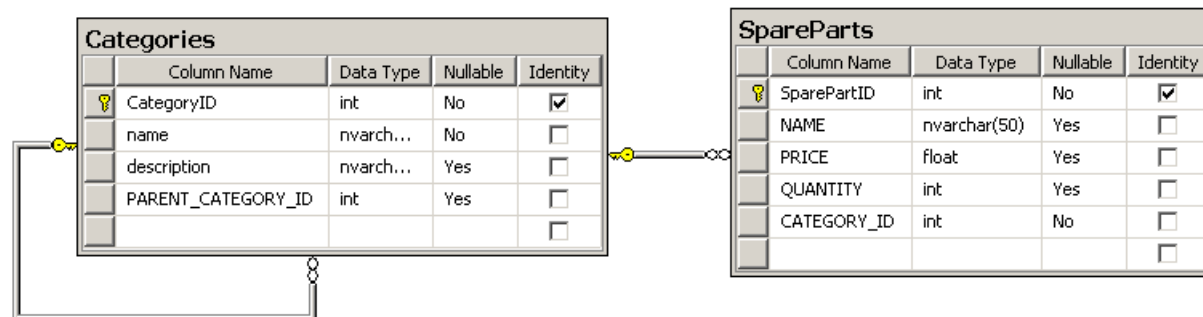 Categories
Column Name Data Type Nullable Identity
CategoryID int No
name nvarch... No
description nvarch... Yes
PARENT_CATEGORY_ID int Yes
SpareParts
Column Name Data Type Nullable Identity
SparePartID int No
NAME nvarchar(50) Yes
PRICE float Yes
QUANTITY int Yes
CATEGORY_ID int No